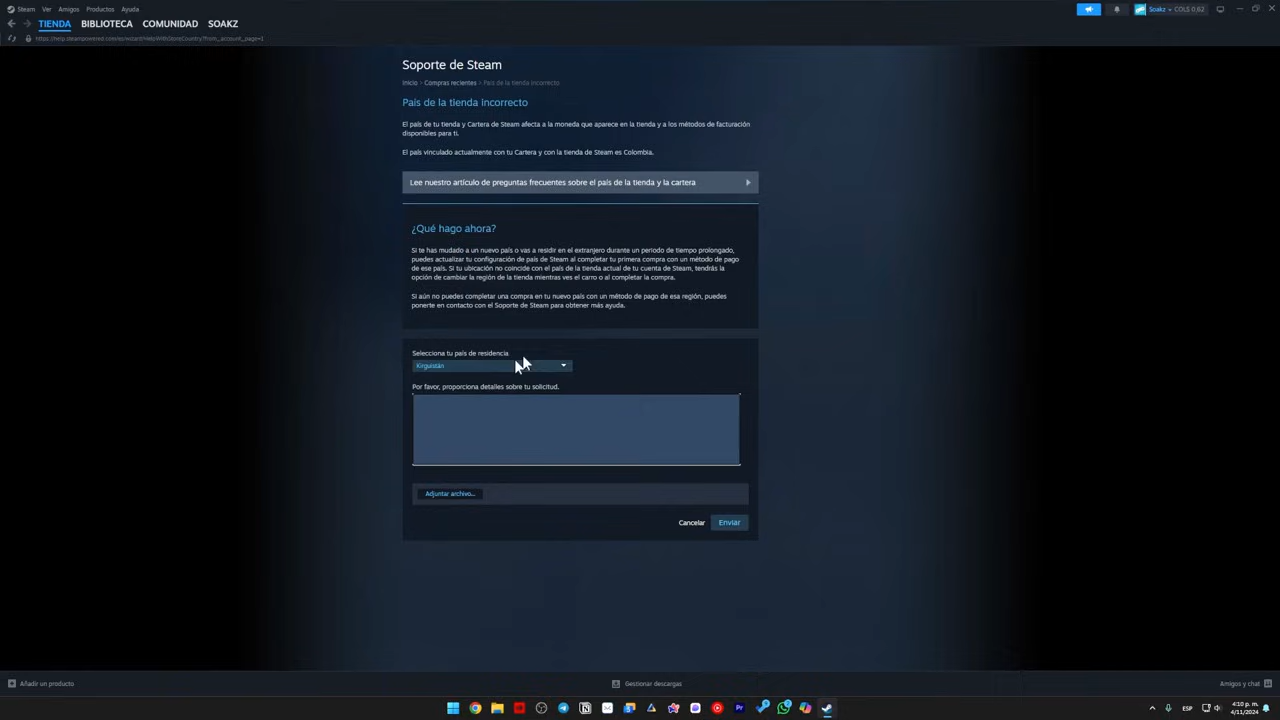 Steam Ver Amigos Productos Ayuda
Soakz COL$ 0,62
TIENDA BIBLIOTECA COMUNIDAD SOAKZ
Soporte de Steam
Inicio > Compras recientes > País de la tienda incorrecto
País de la tienda incorrecto
El país de tu tienda y Cartera de Steam afecta a la moneda que aparece en la tienda y a los métodos de facturación
disponibles para ti.
El país vinculado actualmente con tu Cartera y con la tienda de Steam es Colombia.
Lee nuestro artículo de preguntas frecuentes sobre el país de la tienda y la cartera
¿Qué hago ahora?
Si te has mudado a un nuevo país o vas a residir en el extranjero durante un periodo de tiempo prolongado,
puedes actualizar tu configuración de país de Steam al completar tu primera compra con un método de pago
de ese país. Si tu ubicación no coincide con el país de la tienda actual de tu cuenta de Steam, tendrás la
opción de cambiar la región de la tienda mientras ves el carro o al completar la compra.
Si aún no puedes completar una compra en tu nuevo país con un método de pago de esa región, puedes
ponerte en contacto con el Soporte de Steam para obtener más ayuda.
Selecciona tu país de residencia
Kirguistán
Por favor, proporciona detalles sobre tu solicitud.
Adjuntar archivo...
Cancelar Enviar
Añadir un producto
Gestionar descargas
Amigos y chat
ESP
4:10 p. m.
4/11/2024